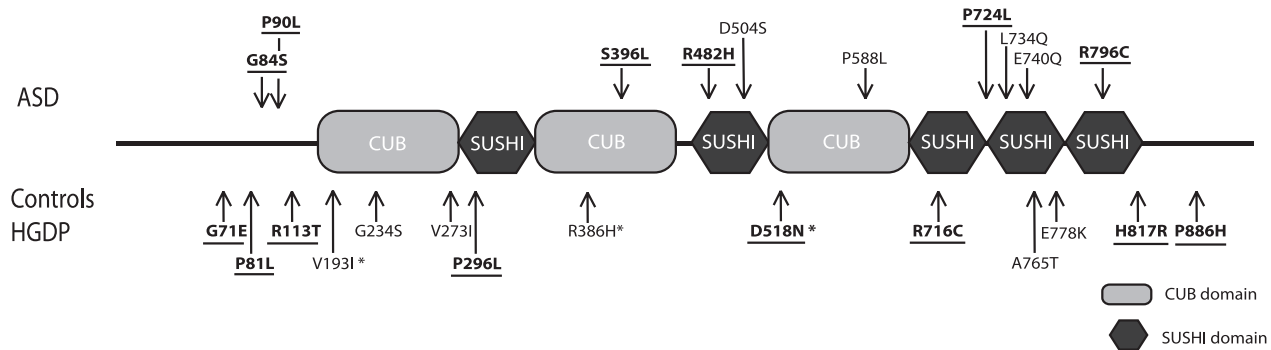 P90L
G84S
S396L
R482H
D504S
P588L
P724L
L734Q
E740Q
R796C
ASD
CUB
SUSHI
CUB
SUSHI
CUB
SUSHI
SUSHI
SUSHI
Controls
HGDP
G71E
P81L
R113T
V193I *
G234S
V273I
P296L
R386H*
D518N *
R716C
A765T
E778K
H817R
P886H
CUB domain
SUSHI domain